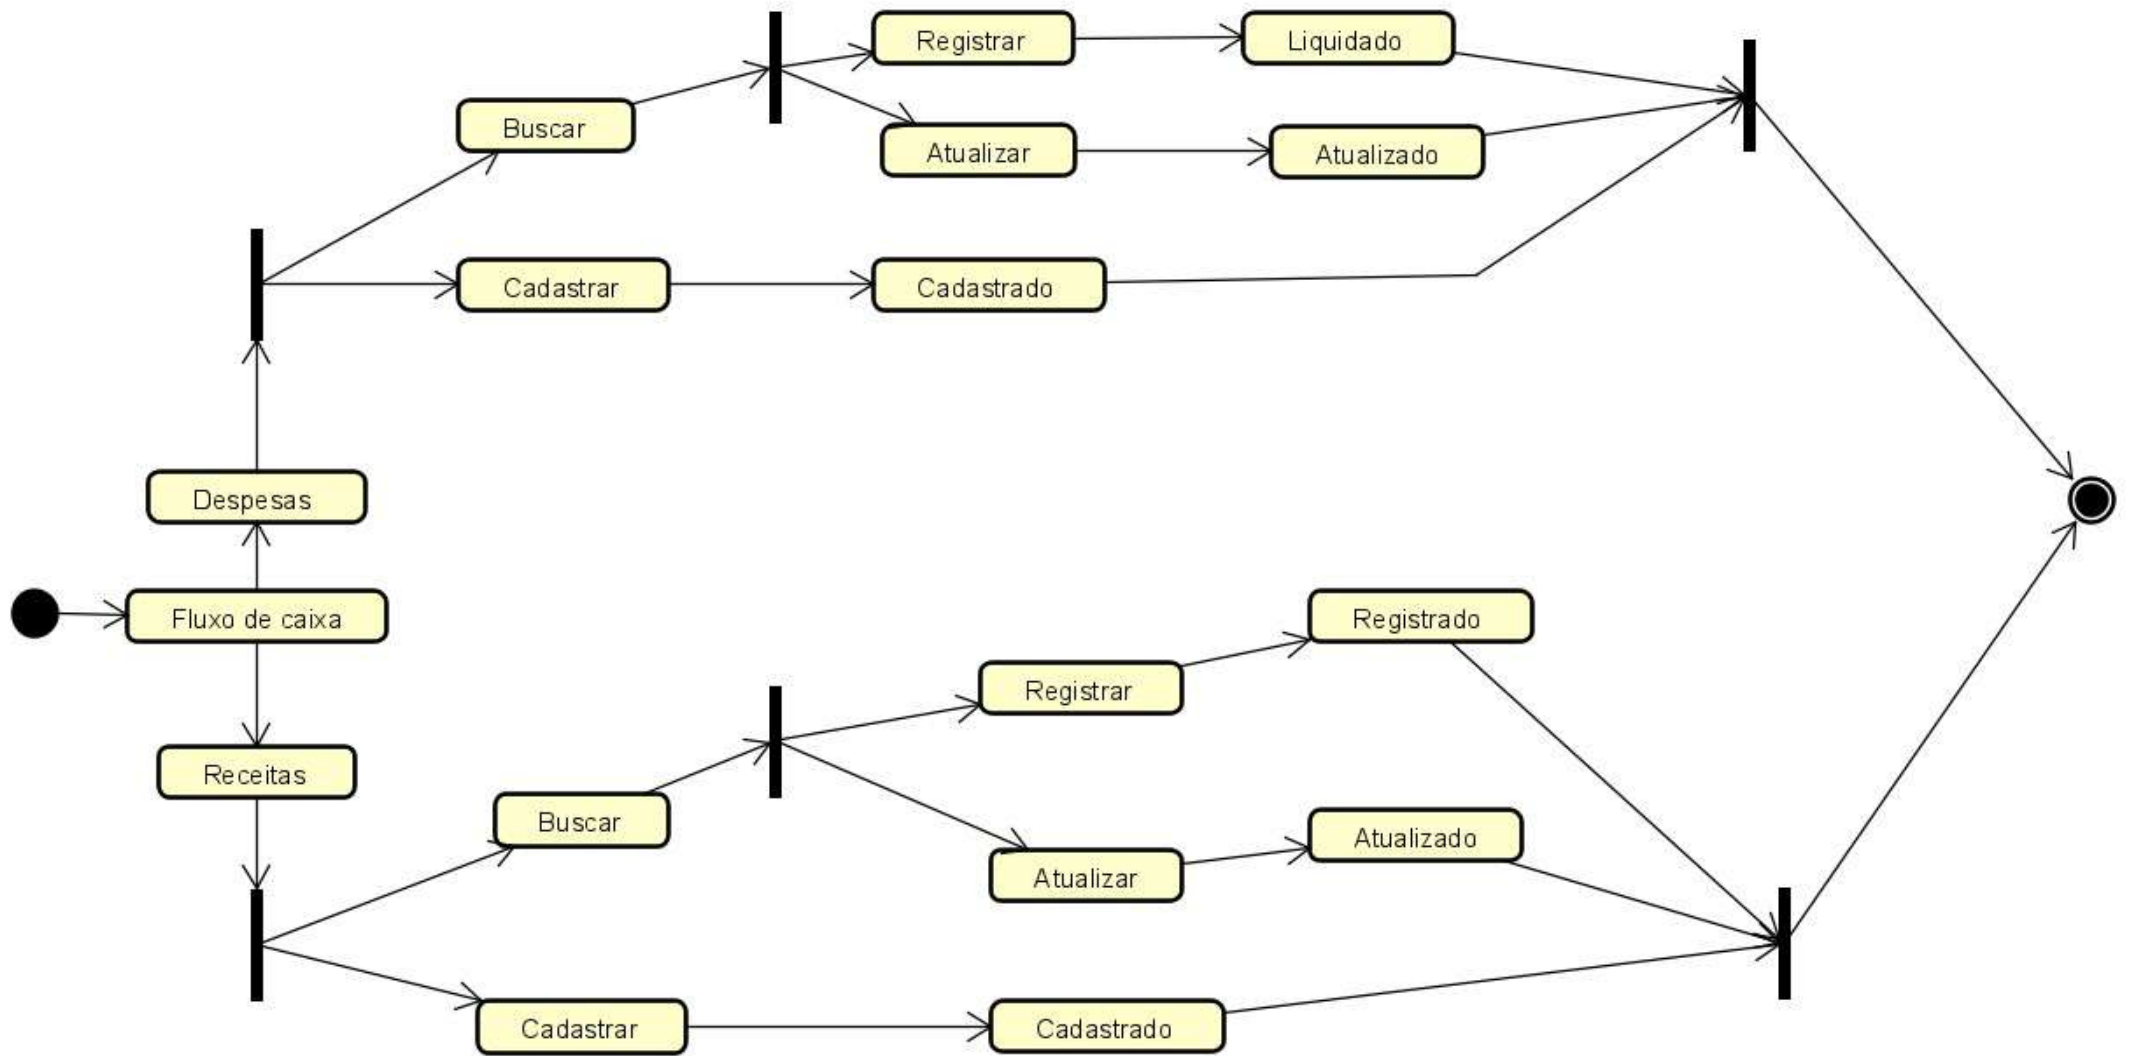 Registrar
Liquidado
Buscar
Atualizar
Atualizado
Cadastrar
Cadastrado
Despesas
Fluxo de caixa
Registrado
Registrar
Receitas
Buscar
Atualizado
Atualizar
Cadastrar
Cadastrado